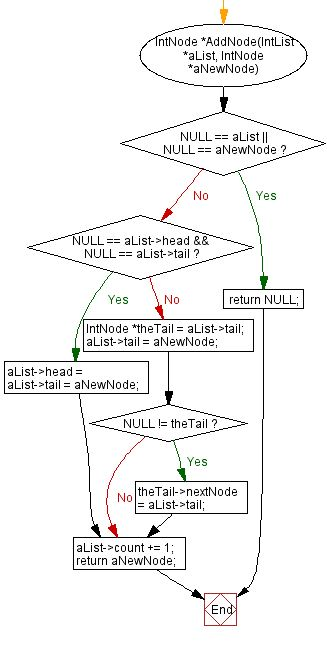 IntNode *AddNode(IntList
*aList, IntNode
*aNewNode)
NULL == aList ||
NULL == aNewNode ?
No
Yes
NULL == aList->head &&
NULL == aList->tail ?
return NULL;
Yes
No
IntNode *theTail = aList->tail;
aList->tail = aNewNode;
aList->head =
aList->tail = aNewNode;
NULL != theTail ?
Yes
No
theTail->nextNode
= aList->tail;
aList->count += 1;
return aNewNode;
End